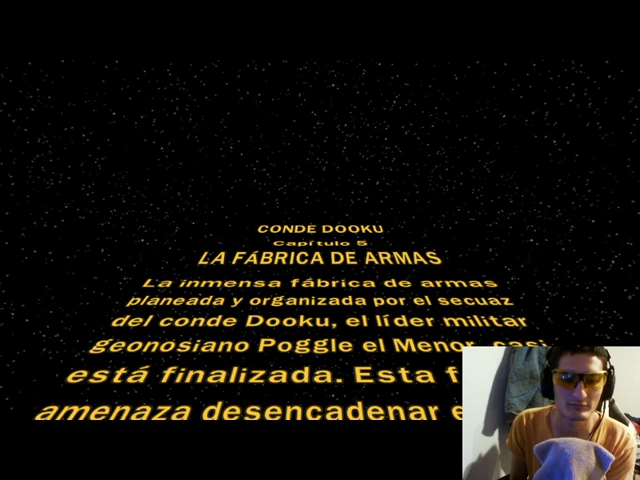 CONDE DOOKU
Capítulo 5
LA FÁBRICA DE ARMAS
La inmensa fábrica de armas
planeada y organizada por el secuaz
del conde Dooku, el líder militar
geonosiano Poggle el Menor, casi
está finalizada. Esta f
amenaza desencadenar e